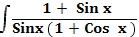 ∫ 1 + Sin x / Sinx ( 1 + Cos x )